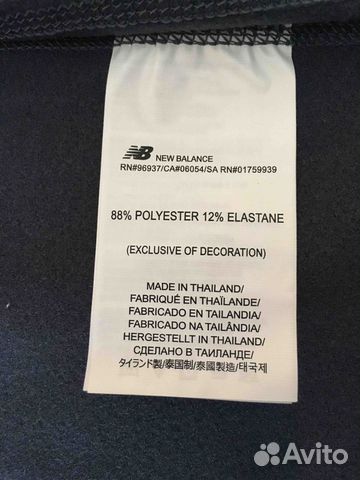 NB NEW BALANCE
RN#96937/CA#06054/SA RN#01759939
88% POLYESTER 12% ELASTANE
(EXCLUSIVE OF DECORATION)
MADE IN THAILAND/
FABRIQUÉ EN THAÏLANDE/
FABRICADO EN TAILANDIA/
FABRICADO NA TAILÂNDIA/
HERGESTELLT IN THAILAND/
СДЕЛАНО В ТАИЛАНДЕ/
タイランド製/泰国制造/泰國製造/태국제
Avito